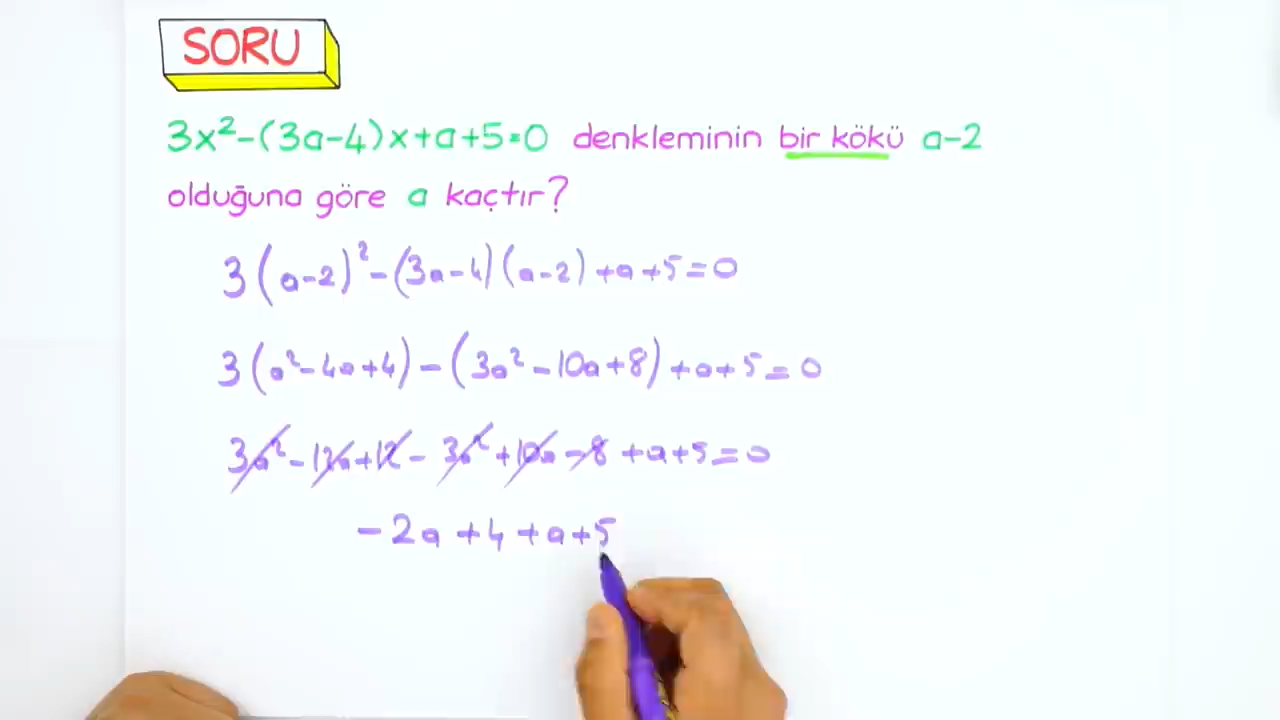 SORU
3x²-(3a-4)x+a+5=0 denkleminin bir kökü a-2
olduğuna göre a kaçtır?
3(a-2)²-(3a-4)(a-2)+a+5=0
3(a²-4a+4)-(3a²-10a+8)+a+5=0
3a²-12a+12-3a²+10a-8+a+5=0
-2a+4+a+5